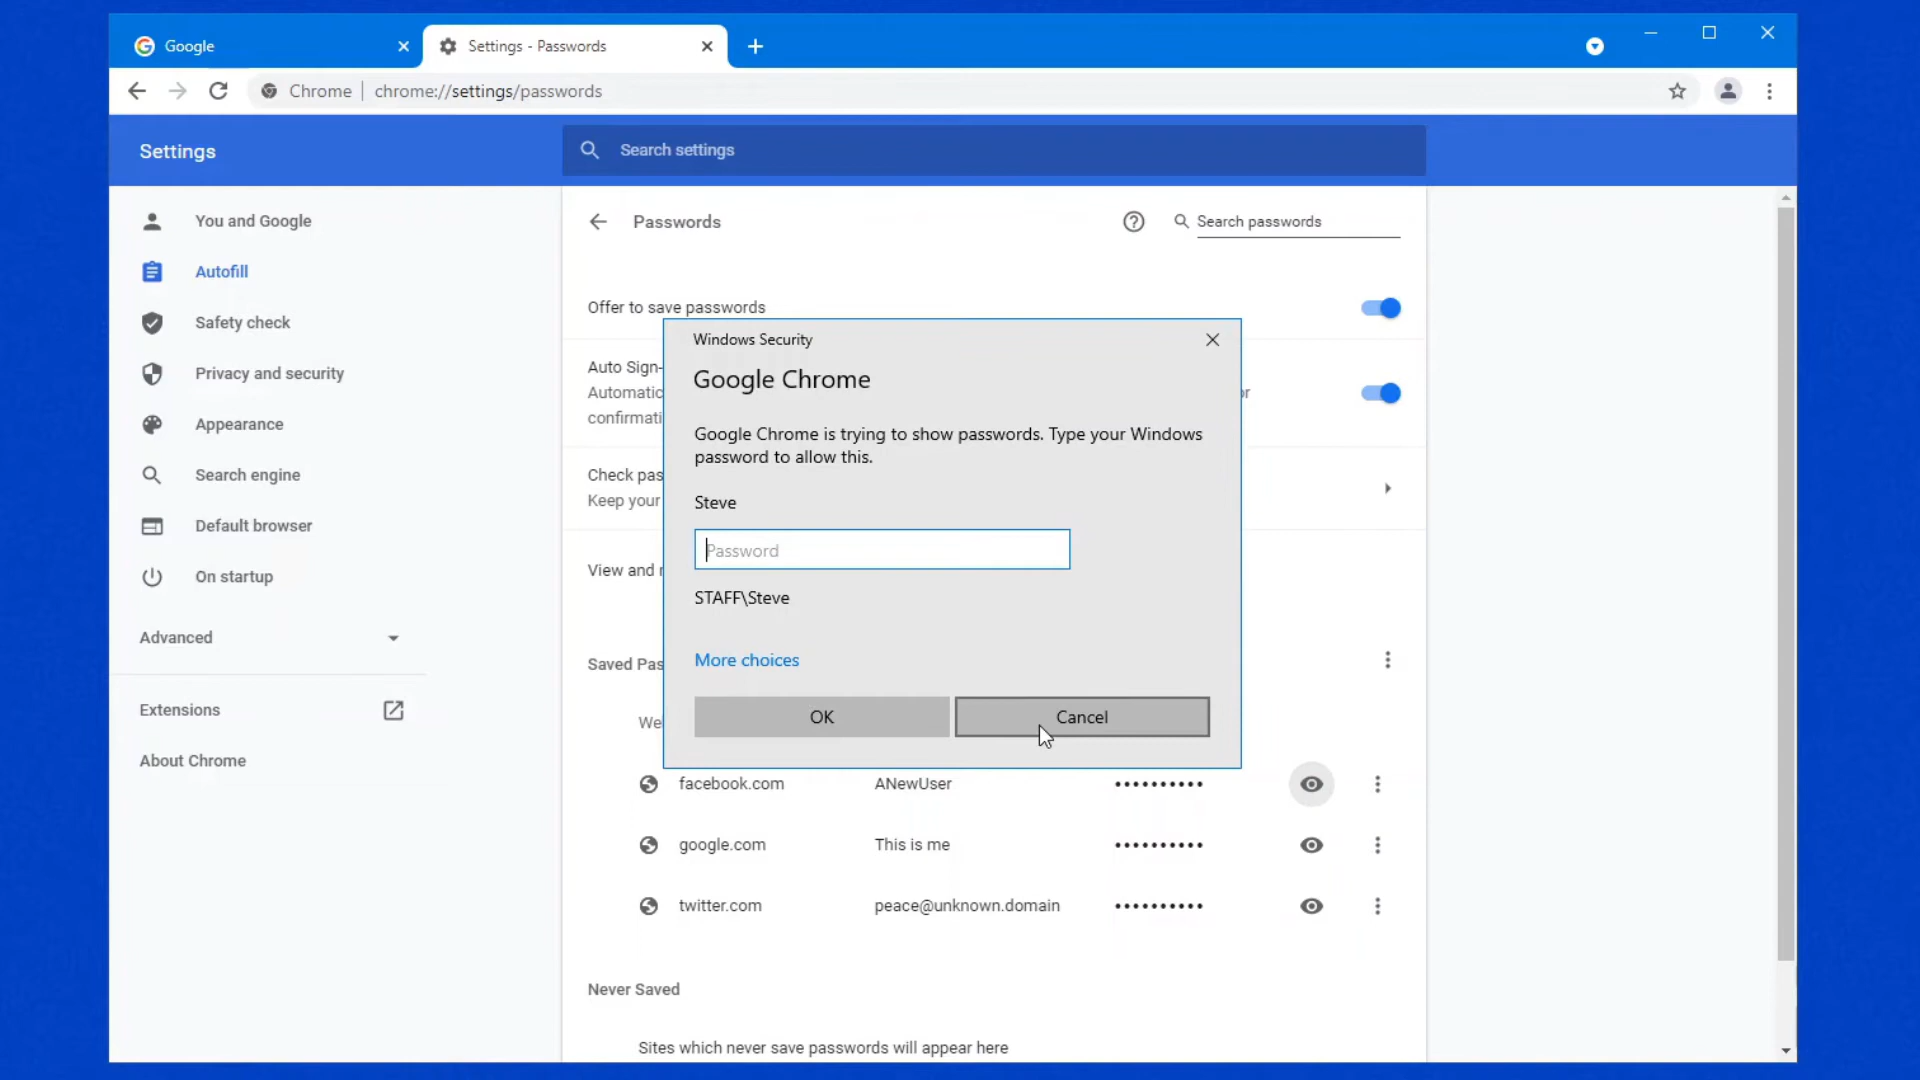 Google
Settings - Passwords
Chrome
chrome://settings/passwords
Settings
Search settings
You and Google
Autofill
Safety check
Privacy and security
Appearance
Search engine
Default browser
On startup
Advanced
Extensions
About Chrome
Passwords
Search passwords
Offer to save passwords
Auto Sign-
Automatic
or
confirmati
Check pas
Keep your
View and
Saved Pas
We
Windows Security
Google Chrome
Google Chrome is trying to show passwords. Type your Windows
password to allow this.
Steve
Password
STAFF\Steve
More choices
OK
Cancel
facebook.com ANewUser ••••••••••
google.com This is me ••••••••••
twitter.com peace@unknown.domain ••••••••••
Never Saved
Sites which never save passwords will appear here